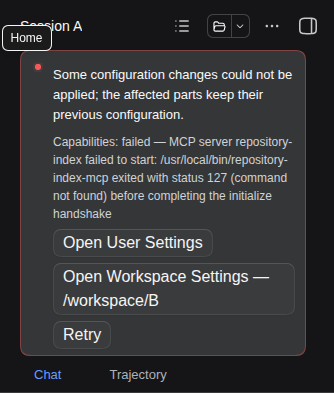 Session A
Home
Some configuration changes could not be
applied; the affected parts keep their
previous configuration.
Capabilities: failed — MCP server repository-
index failed to start: /usr/local/bin/repository-
index-mcp exited with status 127 (command
not found) before completing the initialize
handshake
Open User Settings
Open Workspace Settings —
/workspace/B
Retry
Chat Trajectory